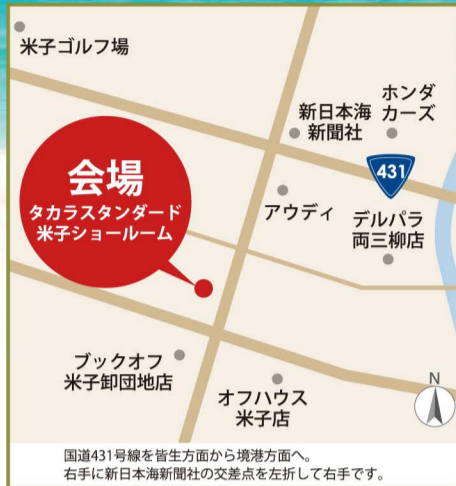 米子ゴルフ場
ホンダ
カーズ
新日本海
新聞社
431
会場
タカラスタンダード
米子ショールーム
アウディ
デルパラ
両三柳店
ブックオフ
米子卸団地店
オフハウス
米子店
N
国道431号線を皆生方面から境港方面へ。
右手に新日本海新聞社の交差点を左折して右手です。